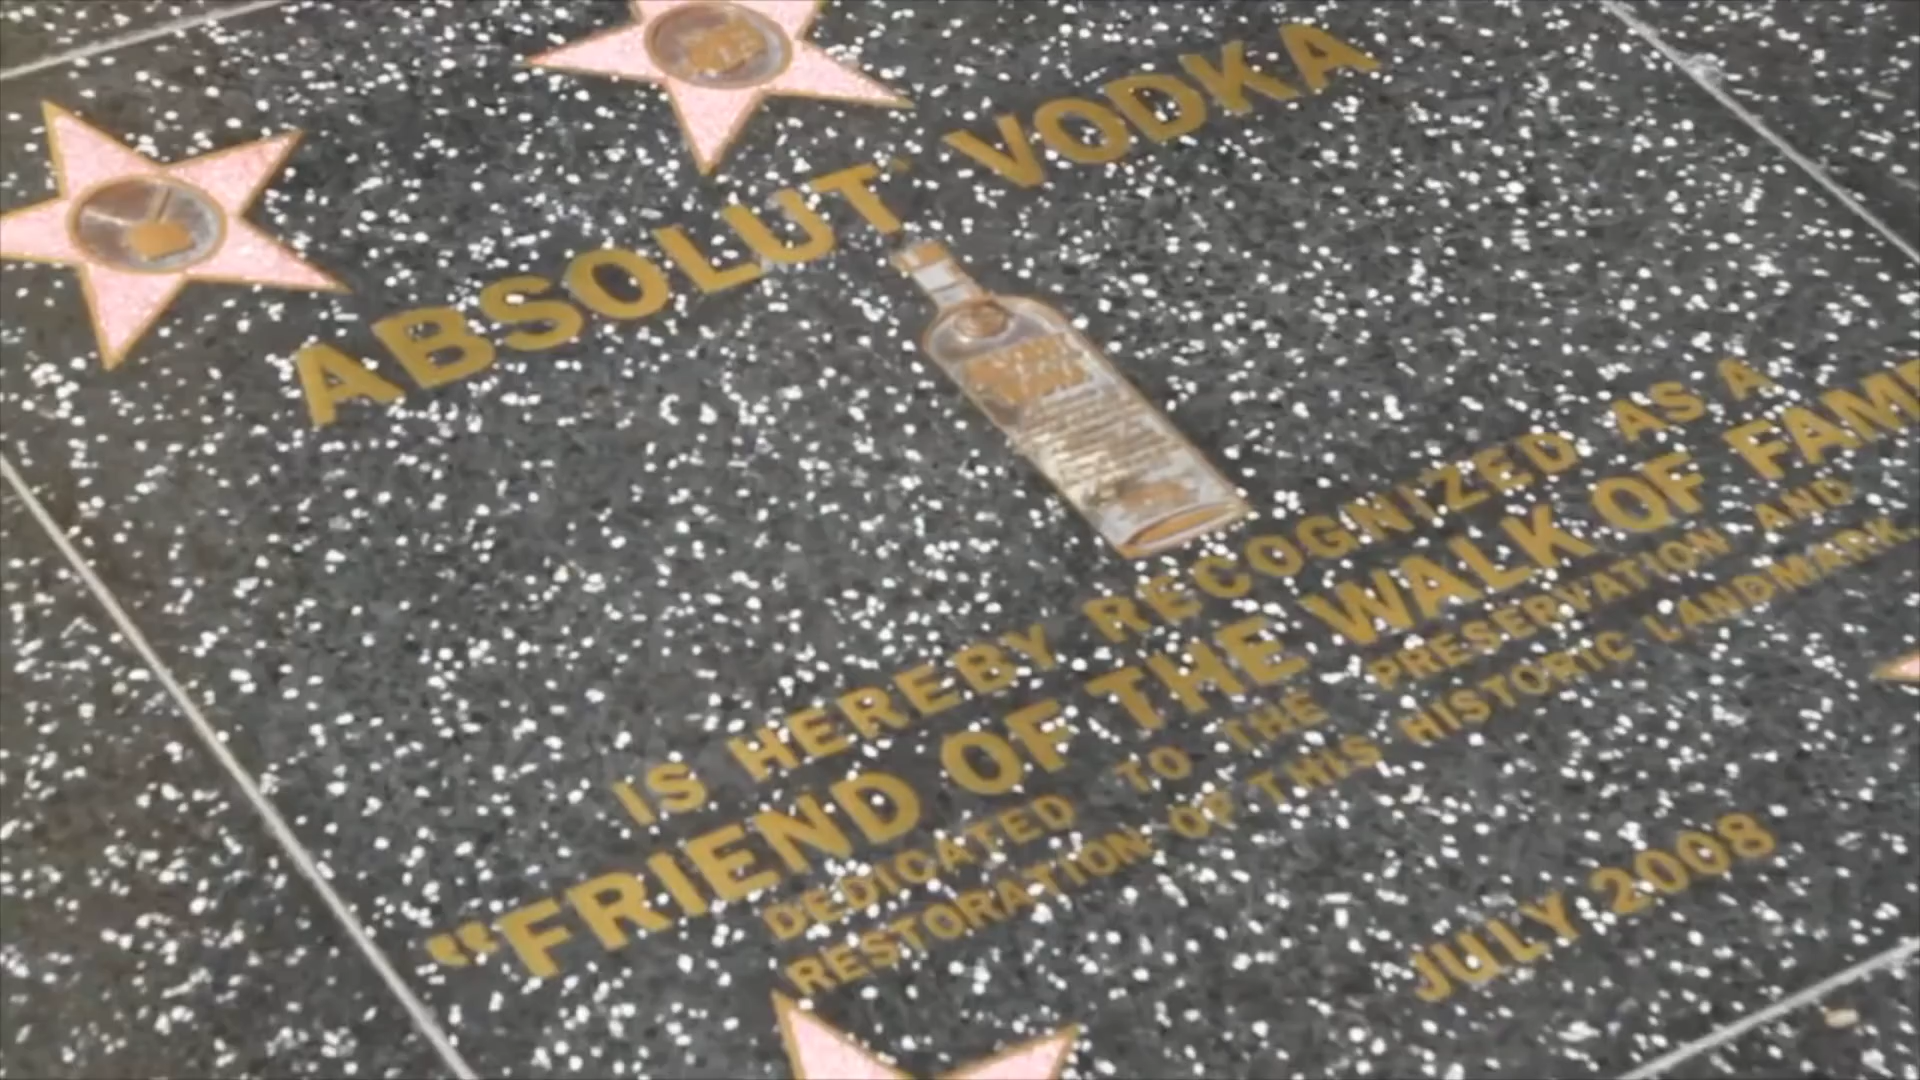 ABSOLUT VODKA
IS HEREBY RECOGNIZED AS A
"FRIEND OF THE WALK OF FAME
DEDICATED TO THE PRESERVATION AND
RESTORATION OF THIS HISTORIC LANDMARK.
JULY 2008